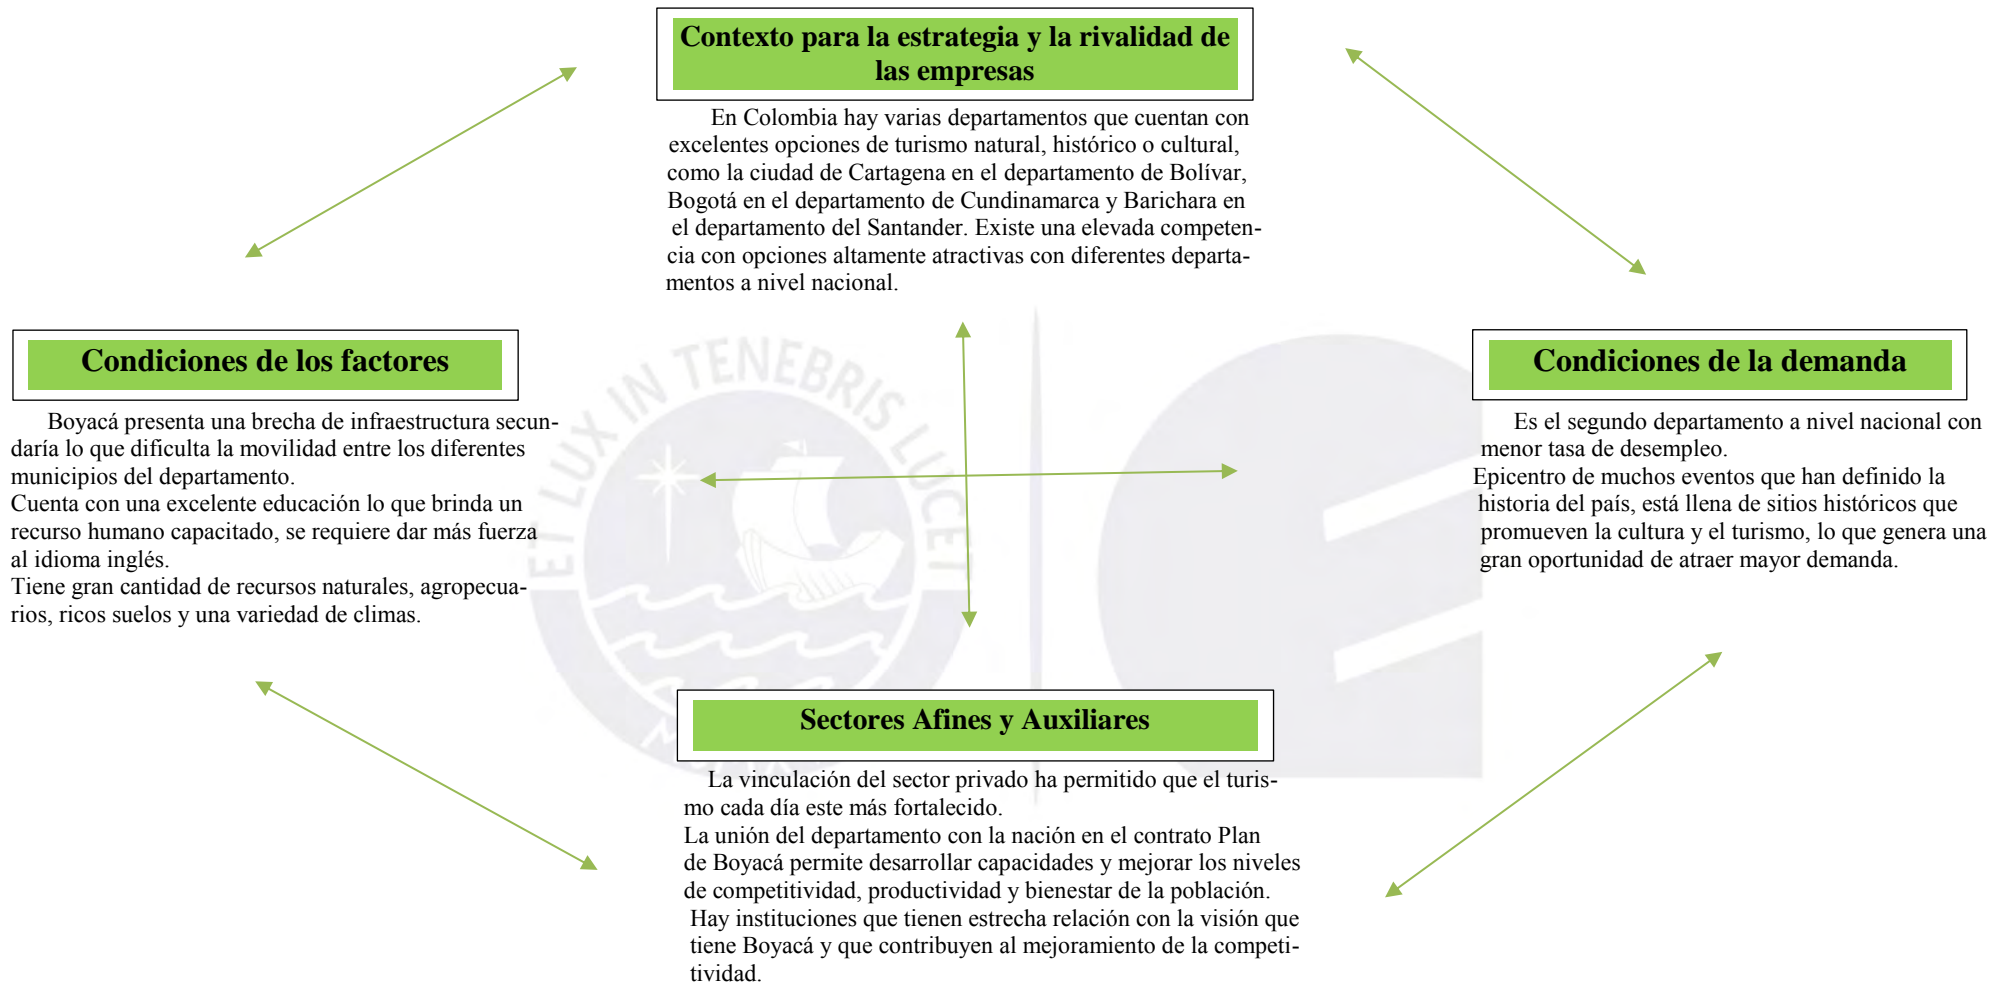 Contexto para la estrategia y la rivalidad de
las empresas
En Colombia hay varias departamentos que cuentan con
excelentes opciones de turismo natural, histórico o cultural,
como la ciudad de Cartagena en el departamento de Bolívar,
Bogotá en el departamento de Cundinamarca y Barichara en
el departamento del Santander. Existe una elevada competen-
cia con opciones altamente atractivas con diferentes departa-
mentos a nivel nacional.
Condiciones de los factores
Boyacá presenta una brecha de infraestructura secun-
daría lo que dificulta la movilidad entre los diferentes
municipios del departamento.
Cuenta con una excelente educación lo que brinda un
recurso humano capacitado, se requiere dar más fuerza
al idioma inglés.
Tiene gran cantidad de recursos naturales, agropecua-
rios, ricos suelos y una variedad de climas.
Condiciones de la demanda
Es el segundo departamento a nivel nacional con
menor tasa de desempleo.
Epicentro de muchos eventos que han definido la
historia del país, está llena de sitios históricos que
promueven la cultura y el turismo, lo que genera una
gran oportunidad de atraer mayor demanda.
ET LUX IN TENEBRIS LUCET
Sectores Afines y Auxiliares
La vinculación del sector privado ha permitido que el turis-
mo cada día este más fortalecido.
La unión del departamento con la nación en el contrato Plan
de Boyacá permite desarrollar capacidades y mejorar los niveles
de competitividad, productividad y bienestar de la población.
Hay instituciones que tienen estrecha relación con la visión que
tiene Boyacá y que contribuyen al mejoramiento de la competi-
tividad.